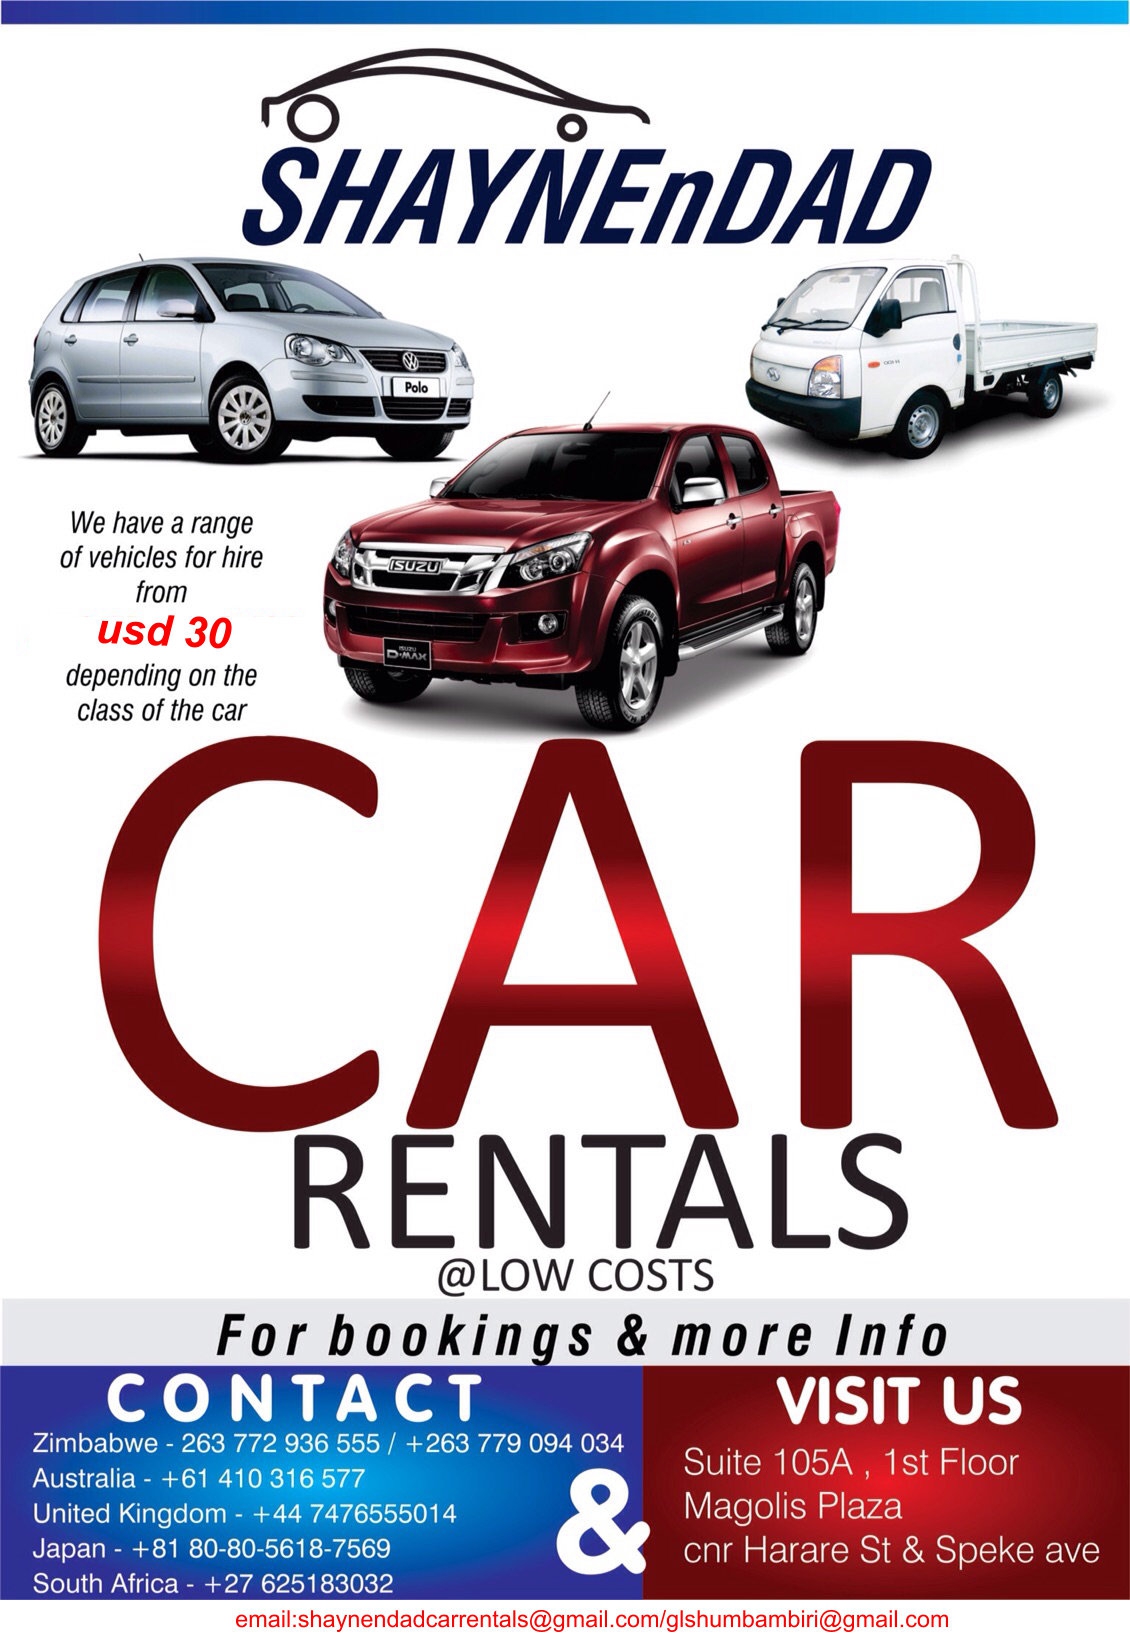 SHAYNEnDAD
Polo
H 100
ISUZU
ISUZU
D-MAX
We have a range
of vehicles for hire
from
usd 30
depending on the
class of the car
CAR
RENTALS
@LOW COSTS
For bookings & more Info
CONTACT
Zimbabwe - 263 772 936 555 / +263 779 094 034
Australia - +61 410 316 577
United Kingdom - +44 7476555014
Japan - +81 80-80-5618-7569
South Africa - +27 625183032
&
VISIT US
Suite 105A , 1st Floor
Magolis Plaza
cnr Harare St & Speke ave
email:shaynendadcarrentals@gmail.com/glshumbambiri@gmail.com